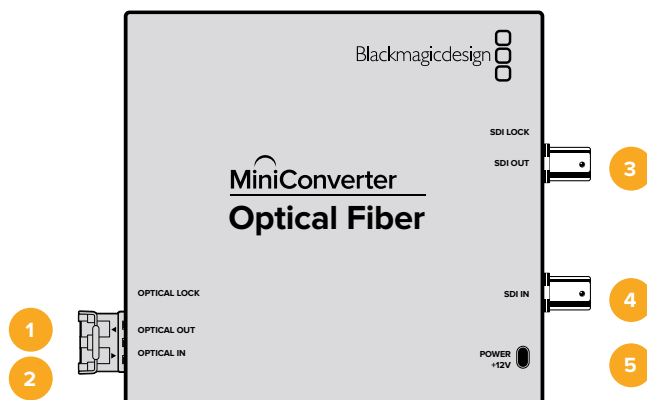 Blackmagicdesign
SDI LOCK
SDI OUT
3
MiniConverter
Optical Fiber
OPTICAL LOCK
SDI IN
4
1
OPTICAL OUT
2
OPTICAL IN
POWER
+12V
5